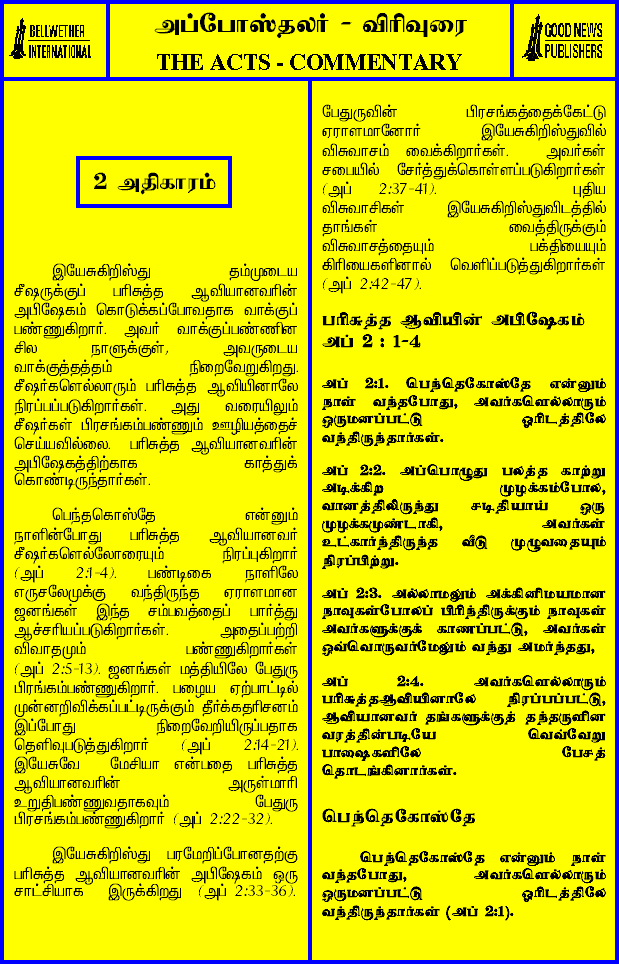 BELLWETHER
INTERNATIONAL
அப்போஸ்தலர் - விரிவுரை
THE ACTS - COMMENTARY
GOOD NEWS
PUBLISHERS
2 அதிகாரம்
இயேசுகிறிஸ்து தம்முடைய
சீஷருக்குப் பரிசுத்த ஆவியானவரின்
அபிஷேகம் கொடுக்கப்போவதாக வாக்குப்
பண்ணுகிறார். அவர் வாக்குப்பண்ணின
சில நாளுக்குள், அவருடைய
வாக்குத்தத்தம் நிறைவேறுகிறது.
சீஷர்களெல்லாரும் பரிசுத்த ஆவியினாலே
நிரப்பப்படுகிறார்கள். அது வரையிலும்
சீஷர்கள் பிரசங்கம்பண்ணும் ஊழியத்தைச்
செய்யவில்லை. பரிசுத்த ஆவியானவரின்
அபிஷேகத்திற்காக காத்துக்
கொண்டிருந்தார்கள்.
பெந்தகொஸ்தே என்னும்
நாளின்போது பரிசுத்த ஆவியானவர்
சீஷர்களெல்லோரையும் நிரப்புகிறார்
(அப் 2:1-4). பண்டிகை நாளிலே
எருசலேமுக்கு வந்திருந்த ஏராளமான
ஜனங்கள் இந்த சம்பவத்தைப் பார்த்து
ஆச்சரியப்படுகிறார்கள். அதைப்பற்றி
விவாதமும் பண்ணுகிறார்கள்
(அப் 2:5-13). ஜனங்கள் மத்தியிலே பேதுரு
பிரங்கம்பண்ணுகிறார். பழைய ஏற்பாட்டில்
முன்னறிவிக்கப்பட்டிருக்கும் தீர்க்கதரிசனம்
இப்போது நிறைவேறியிருப்பதாக
தெளிவுபடுத்துகிறார் (அப் 2:14-21).
இயேசுவே மேசியா என்பதை பரிசுத்த
ஆவியானவரின் அருள்மாரி
உறுதிபண்ணுவதாகவும் பேதுரு
பிரசங்கம்பண்ணுகிறார் (அப் 2:22-32).
இயேசுகிறிஸ்து பரமேறிப்போனதற்கு
பரிசுத்த ஆவியானவரின் அபிஷேகம் ஒரு
சாட்சியாக இருக்கிறது (அப் 2:33-36).
பேதுருவின் பிரசங்கத்தைக்கேட்டு
ஏராளமானோர் இயேசுகிறிஸ்துவில்
விசுவாசம் வைக்கிறார்கள். அவர்கள்
சபையில் சேர்த்துக்கொள்ளப்படுகிறார்கள்
(அப் 2:37-41). புதிய
விசுவாசிகள் இயேசுகிறிஸ்துவிடத்தில்
தாங்கள் வைத்திருக்கும்
விசுவாசத்தையும் பக்தியையும்
கிரியைகளினால் வெளிப்படுத்துகிறார்கள்
(அப் 2:42-47).
பரிசுத்த ஆவியின் அபிஷேகம்
அப் 2 : 1-4
அப் 2:1. பெந்தெகோஸ்தே என்னும்
நாள் வந்தபோது, அவர்களெல்லாரும்
ஒருமனப்பட்டு ஓரிடத்திலே
வந்திருந்தார்கள்.
அப் 2:2. அப்பொழுது பலத்த காற்று
அடிக்கிற முழக்கம்போல,
வானத்திலிருந்து சடிதியாய் ஒரு
முழக்கமுண்டாகி, அவர்கள்
உட்கார்ந்திருந்த வீடு முழுவதையும்
நிரப்பிற்று.
அப் 2:3. அல்லாமலும் அக்கினிமயமான
நாவுகள்போலப் பிரிந்திருக்கும் நாவுகள்
அவர்களுக்குக் காணப்பட்டு, அவர்கள்
ஒவ்வொருவர்மேலும் வந்து அமர்ந்தது,
அப் 2:4. அவர்களெல்லாரும்
பரிசுத்தஆவியினாலே நிரப்பப்பட்டு,
ஆவியானவர் தங்களுக்குத் தந்தருளின
வரத்தின்படியே வெவ்வேறு
பாஷைகளிலே பேசத்
தொடங்கினார்கள்.
பெந்தெகோஸ்தே
பெந்தெகோஸ்தே என்னும் நாள்
வந்தபோது, அவர்களெல்லாரும்
ஒருமனப்பட்டு ஓரிடத்திலே
வந்திருந்தார்கள் (அப் 2:1).